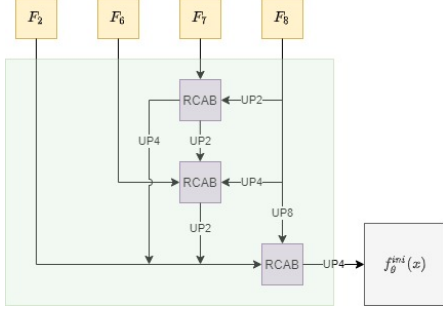 F₂ F₆ F₇ F₈
RCAB UP2
UP4 UP2
RCAB UP4
UP2 UP8
RCAB UP4 f_θ^{ini}(x)